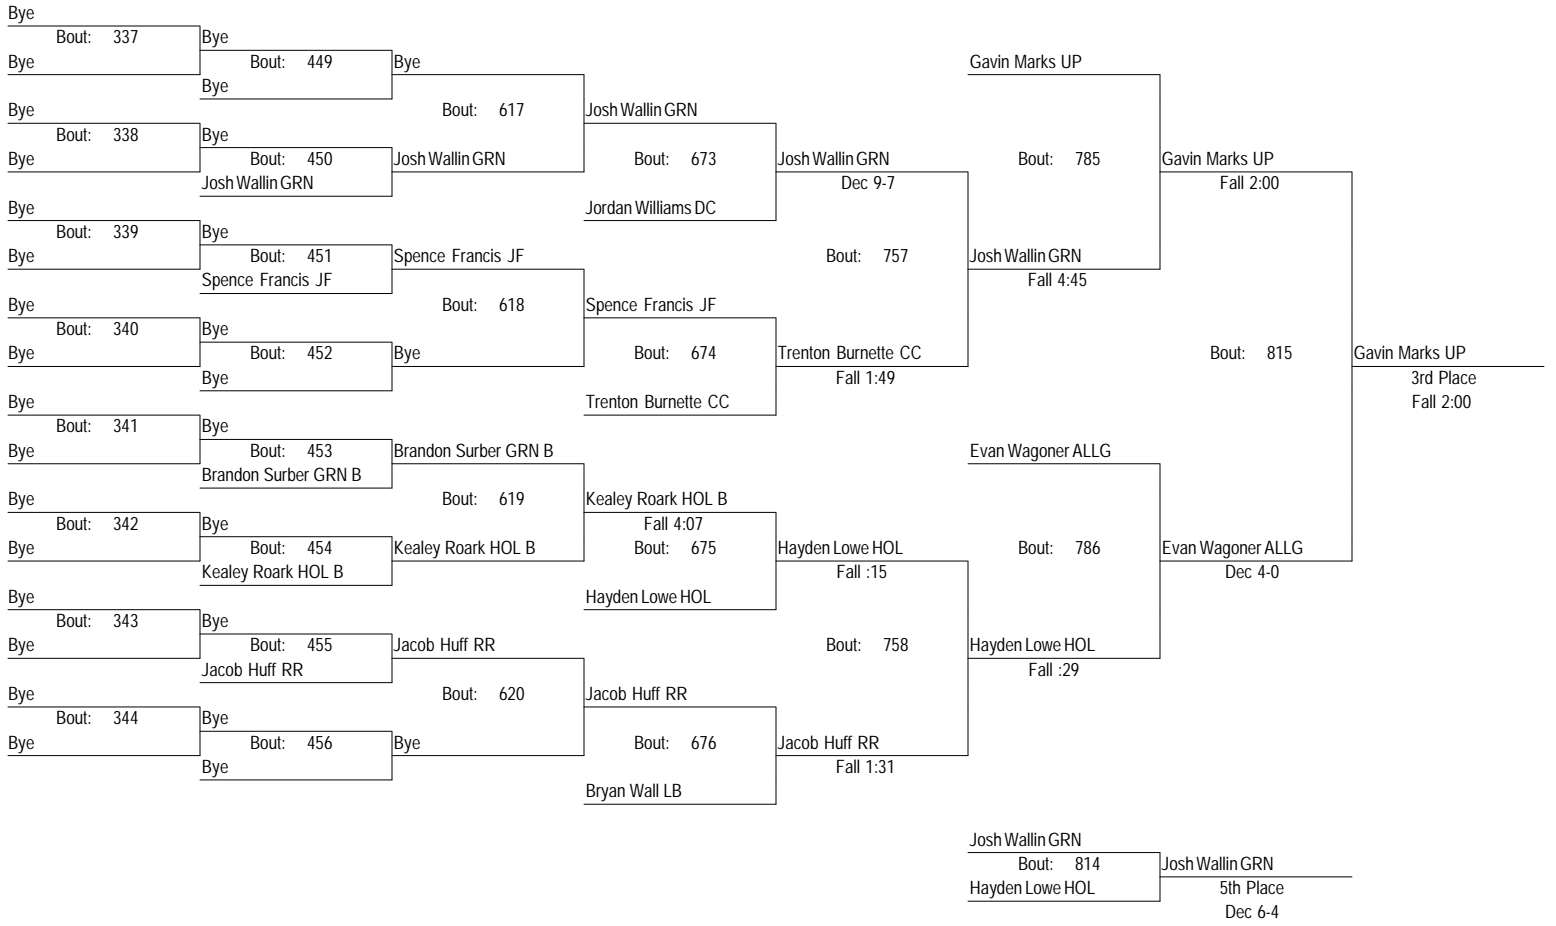 Bye
Bout: 337 Bye
Bye Bout: 449 Bye Gavin Marks UP
Bye
Bye Bout: 617 Josh Wallin GRN
Bout: 338 Bye
Bye Bout: 450 Josh Wallin GRN Bout: 673 Josh Wallin GRN Bout: 785 Gavin Marks UP
Josh Wallin GRN Dec 9-7 Fall 2:00
Bye Jordan Williams DC
Bout: 339 Bye
Bye Bout: 451 Spence Francis JF Bout: 757 Josh Wallin GRN
Spence Francis JF Fall 4:45
Bye Bout: 618 Spence Francis JF
Bout: 340 Bye
Bye Bout: 452 Bye Bout: 674 Trenton Burnette CC Bout: 815 Gavin Marks UP
Bye Fall 1:49 3rd Place
Bye Trenton Burnette CC Fall 2:00
Bout: 341 Bye
Bye Bout: 453 Brandon Surber GRN B Evan Wagoner ALLG
Brandon Surber GRN B
Bye Bout: 619 Kealey Roark HOL B
Bout: 342 Bye Fall 4:07
Bye Bout: 454 Kealey Roark HOL B Bout: 675 Hayden Lowe HOL Bout: 786 Evan Wagoner ALLG
Kealey Roark HOL B Fall :15 Dec 4-0
Bye Hayden Lowe HOL
Bout: 343 Bye
Bye Bout: 455 Jacob Huff RR Bout: 758 Hayden Lowe HOL
Jacob Huff RR Fall :29
Bye Bout: 620 Jacob Huff RR
Bout: 344 Bye
Bye Bout: 456 Bye Bout: 676 Jacob Huff RR
Bye Fall 1:31
Bryan Wall LB
Josh Wallin GRN
Bout: 814 Josh Wallin GRN
Hayden Lowe HOL 5th Place
Dec 6-4